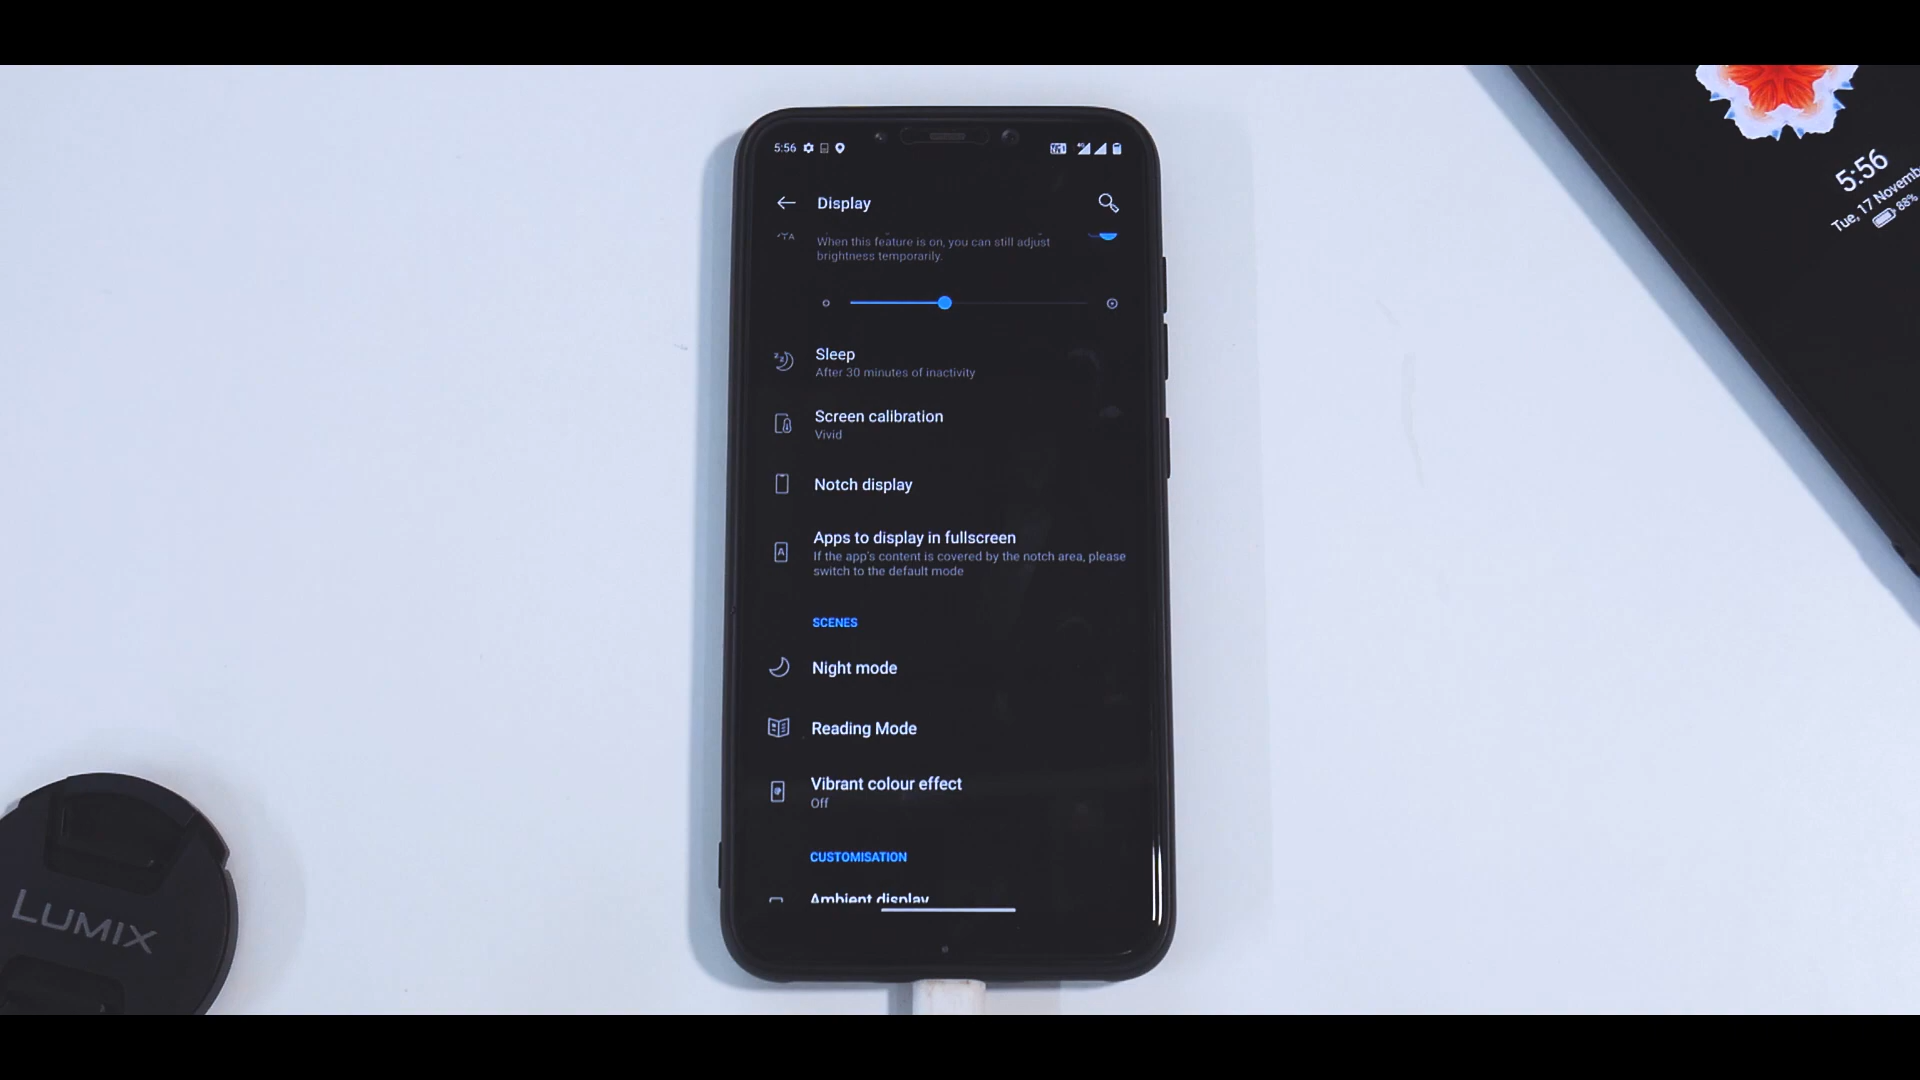 5:56
Display
When this feature is on, you can still adjust
brightness temporarily.
Sleep
After 30 minutes of inactivity
Screen calibration
Vivid
Notch display
Apps to display in fullscreen
If the app's content is covered by the notch area, please
switch to the default mode
SCENES
Night mode
Reading Mode
Vibrant colour effect
Off
CUSTOMISATION
Ambient display
5:56
Tue, 17 Novemb
88%
LUMIX